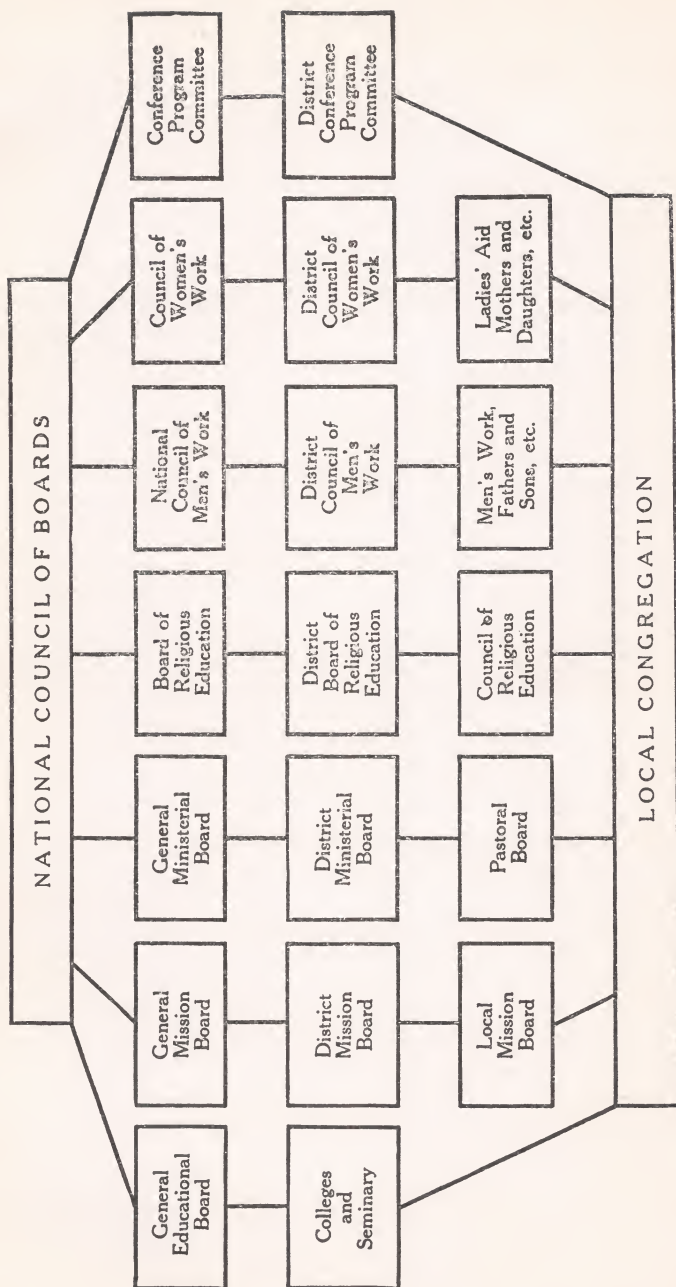 NATIONAL COUNCIL OF BOARDS
General
Educational
Board
General
Mission
Board
General
Ministerial
Board
Board of
Religious
Education
National
Council of
Men's Work
Council of
Women's
Work
Conference
Program
Committee
Colleges
and
Seminary
District
Mission
Board
District
Ministerial
Board
District
Board of
Religious
Education
District
Council of
Men's
Work
District
Council of
Women's
Work
District
Conference
Program
Committee
Local
Mission
Board
Pastoral
Board
Council of
Religious
Education
Men's Work,
Fathers and
Sons, etc.
Ladies' Aid
Mothers and
Daughters, etc.
LOCAL CONGREGATION